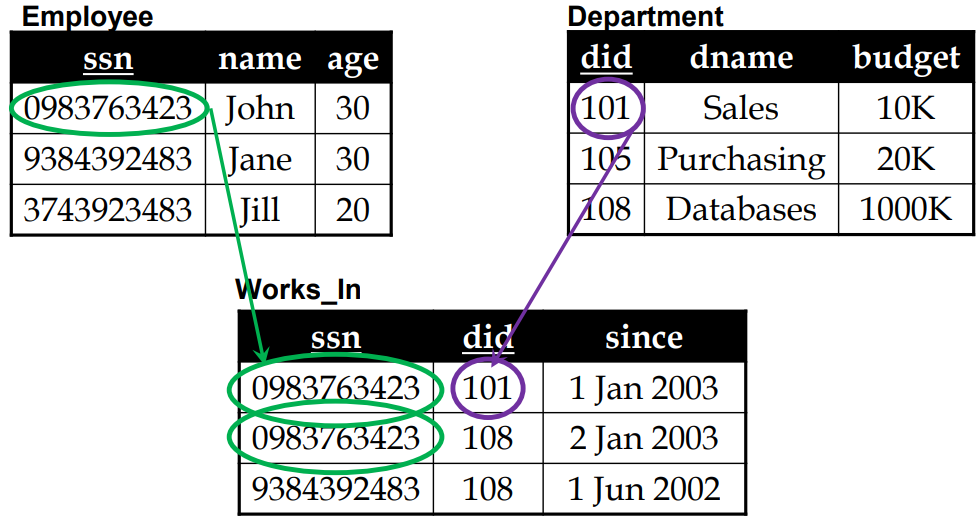 Employee
ssn name age
0983763423 John 30
9384392483 Jane 30
3743923483 Jill 20
Department
did dname budget
101 Sales 10K
105 Purchasing 20K
108 Databases 1000K
Works_In
ssn did since
0983763423 101 1 Jan 2003
0983763423 108 2 Jan 2003
9384392483 108 1 Jun 2002